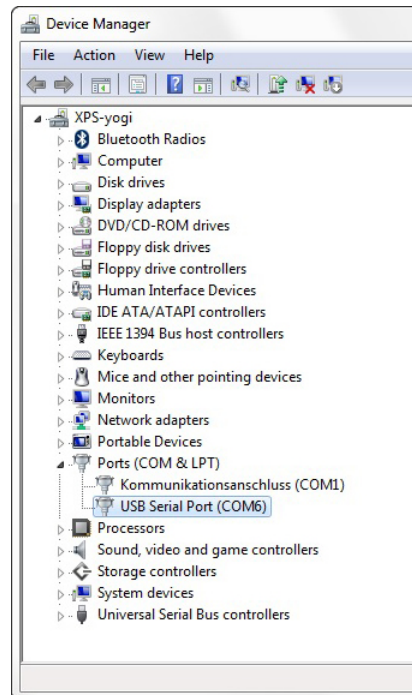 Device Manager
File Action View Help
XPS-yogi
Bluetooth Radios
Computer
Disk drives
Display adapters
DVD/CD-ROM drives
Floppy disk drives
Floppy drive controllers
Human Interface Devices
IDE ATA/ATAPI controllers
IEEE 1394 Bus host controllers
Keyboards
Mice and other pointing devices
Monitors
Network adapters
Portable Devices
Ports (COM & LPT)
Kommunikationsanschluss (COM1)
USB Serial Port (COM6)
Processors
Sound, video and game controllers
Storage controllers
System devices
Universal Serial Bus controllers